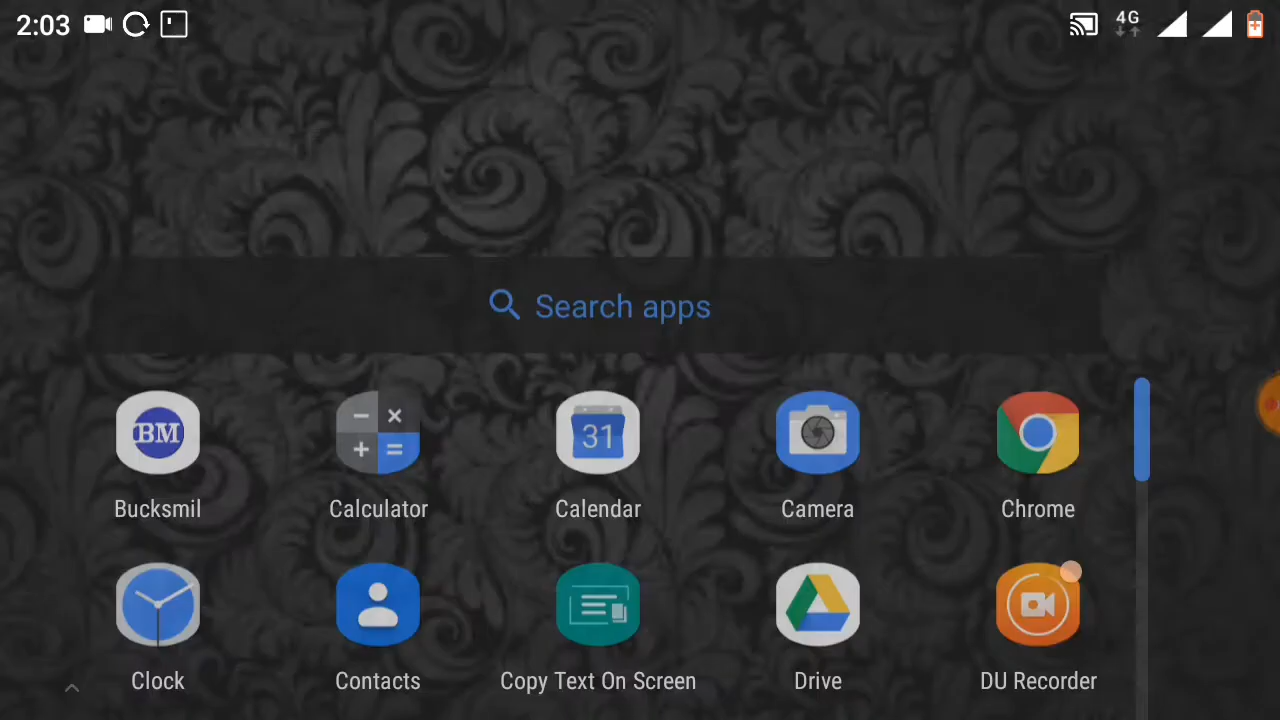 2:03
4G
Search apps
BM
31
Bucksmil
Calculator
Calendar
Camera
Chrome
Clock
Contacts
Copy Text On Screen
Drive
DU Recorder